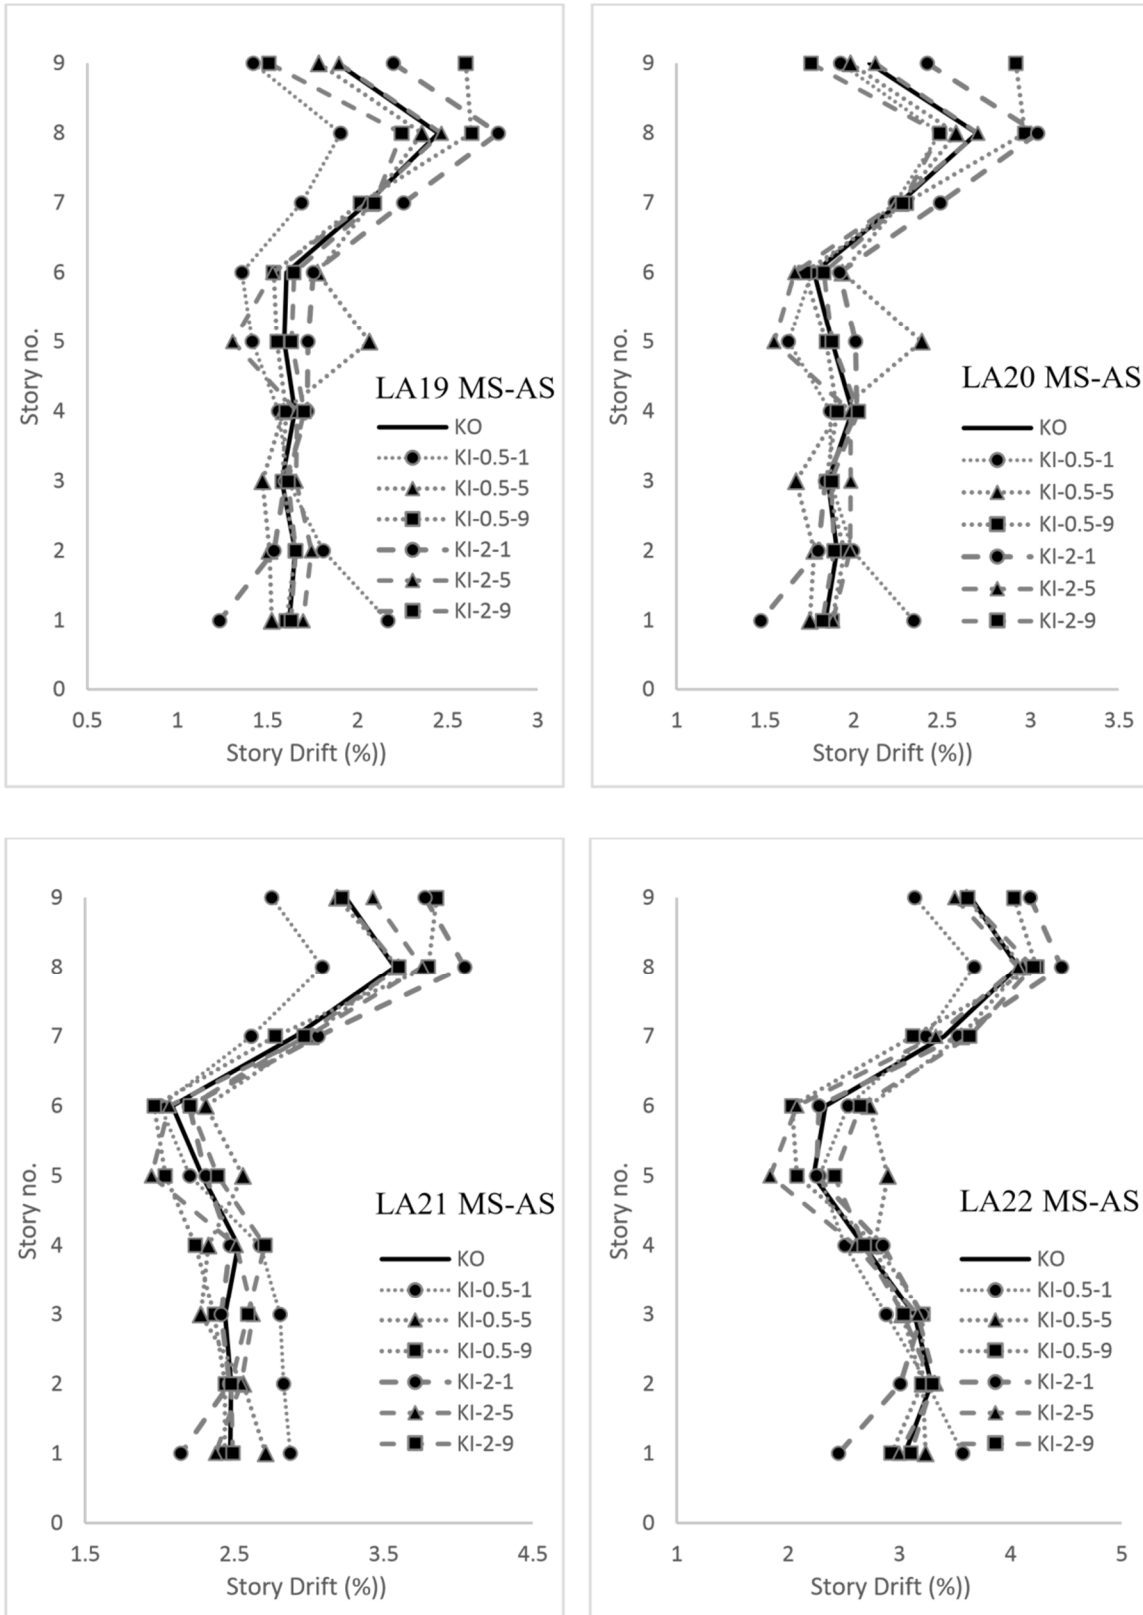 9
8
7
6
5
4
3
2
1
0
Story no.
0.5 1 1.5 2 2.5 3
Story Drift (%))
LA19 MS-AS
KO
KI-0.5-1
KI-0.5-5
KI-0.5-9
KI-2-1
KI-2-5
KI-2-9
9
8
7
6
5
4
3
2
1
0
Story no.
1 1.5 2 2.5 3 3.5
Story Drift (%))
LA20 MS-AS
KO
KI-0.5-1
KI-0.5-5
KI-0.5-9
KI-2-1
KI-2-5
KI-2-9
9
8
7
6
5
4
3
2
1
0
Story no.
1.5 2.5 3.5 4.5
Story Drift (%))
LA21 MS-AS
KO
KI-0.5-1
KI-0.5-5
KI-0.5-9
KI-2-1
KI-2-5
KI-2-9
9
8
7
6
5
4
3
2
1
0
Story no.
1 2 3 4 5
Story Drift (%))
LA22 MS-AS
KO
KI-0.5-1
KI-0.5-5
KI-0.5-9
KI-2-1
KI-2-5
KI-2-9